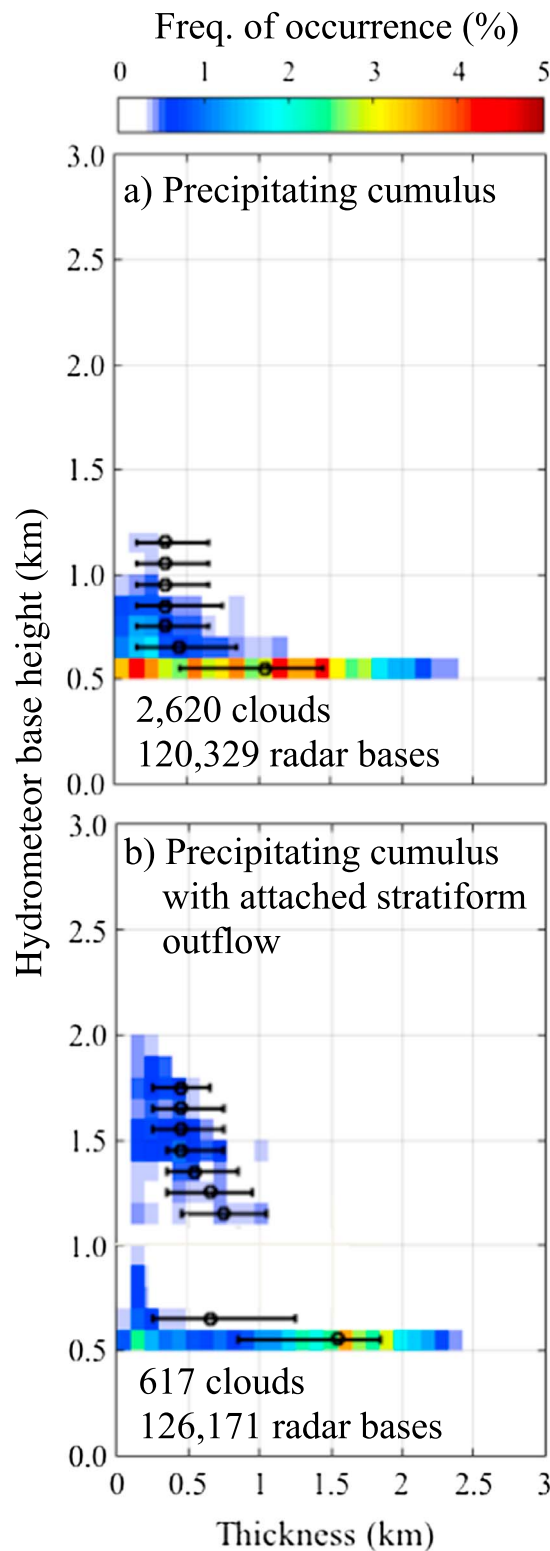 Freq. of occurrence (%)
0 1 2 3 4 5
Hydrometeor base height (km)
3.0
a) Precipitating cumulus
2.5
2.0
1.5
1.0
0.5
2,620 clouds
120,329 radar bases
0.0
3.0
b) Precipitating cumulus
with attached stratiform
2.5
outflow
2.0
1.5
1.0
0.5
617 clouds
126,171 radar bases
0.0
0 0.5 1 1.5 2 2.5 3
Thickness (km)